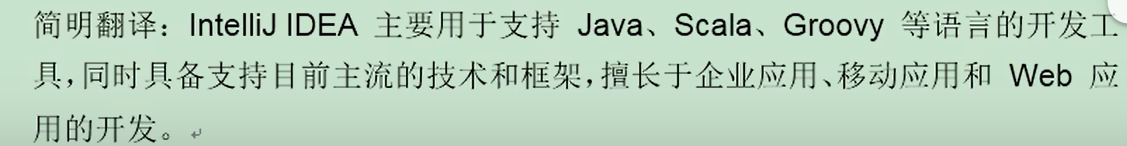 简明翻译：IntelliJ IDEA 主要用于支持 Java、Scala、Groovy 等语言的开发工
具，同时具备支持目前主流的技术和框架，擅长于企业应用、移动应用和 Web 应
用的开发。